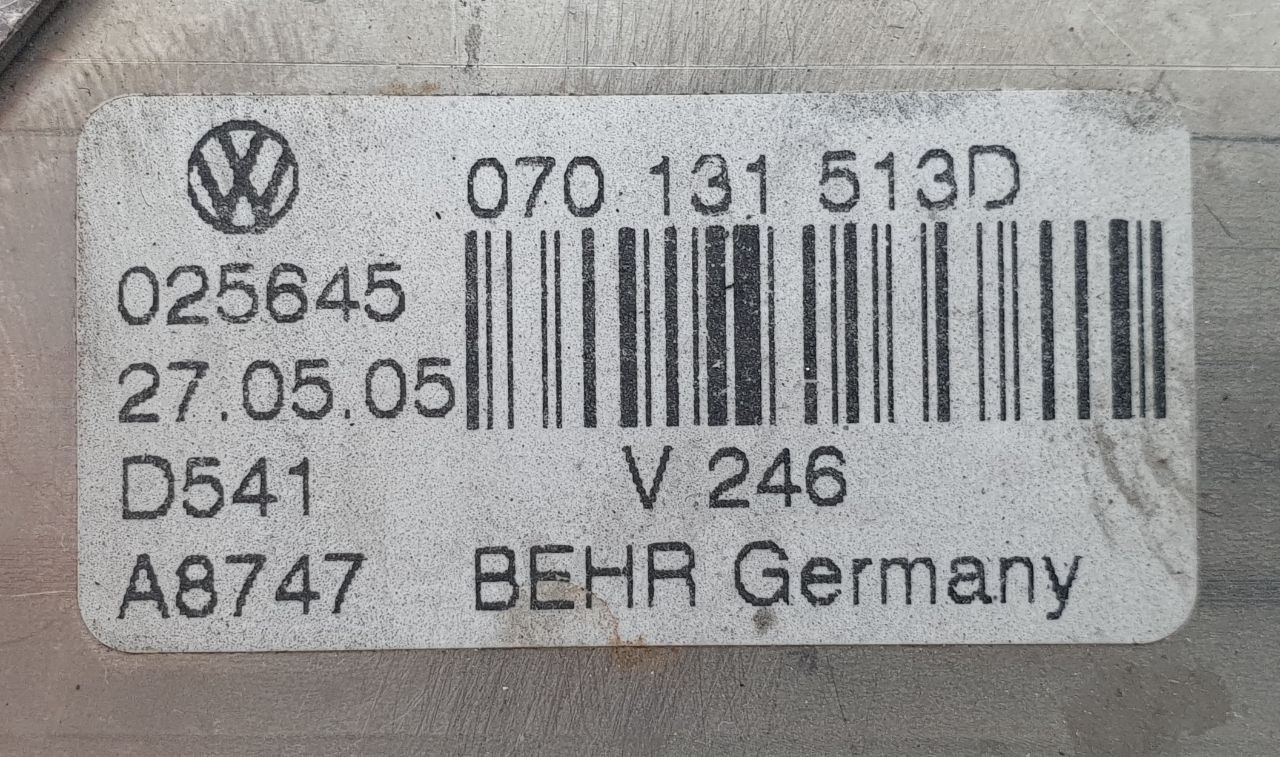 070 131 513D
025645
27.05.05
D541
V 246
A8747
BEHR Germany